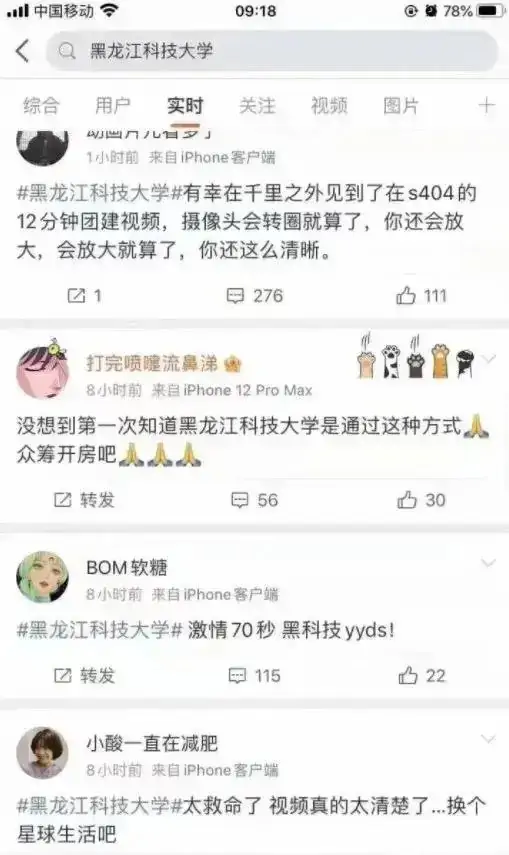 中国移动 09:18 78%
黑龙江科技大学
综合 用户 实时 关注 视频 图片
1小时前 来自iPhone客户端
#黑龙江科技大学#有幸在千里之外见到了在s404的
12分钟团建视频，摄像头会转圈就算了，你还会放
大，会放大就算了，你还这么清晰。
1 276 111
打完喷嚏流鼻涕
8小时前 来自iPhone 12 Pro Max
没想到第一次知道黑龙江科技大学是通过这种方式🙏
众筹开房吧🙏🙏🙏
转发 56 30
BOM软糖
8小时前 来自iPhone客户端
#黑龙江科技大学# 激情70秒 黑科技yyds！
转发 115 22
小酸一直在减肥
8小时前 来自iPhone客户端
#黑龙江科技大学#太救命了 视频真的太清楚了...换个
星球生活吧